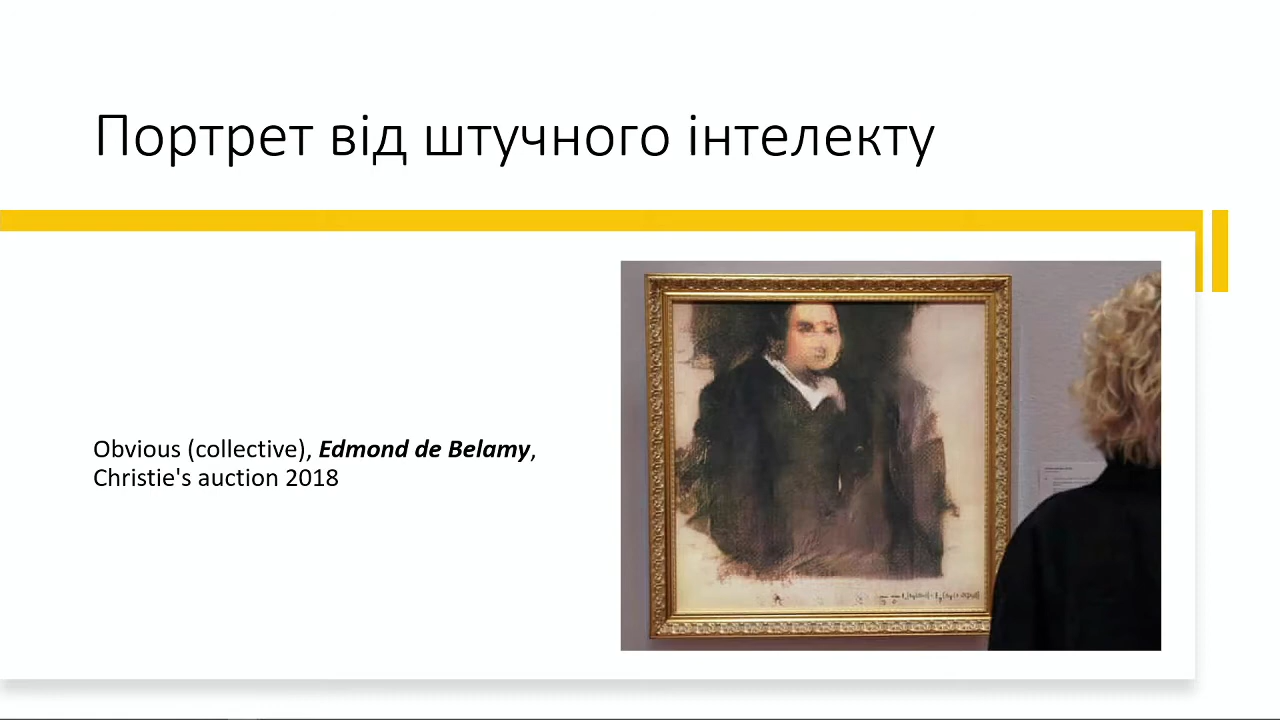 Портрет від штучного інтелекту
Obvious (collective), Edmond de Belamy,
Christie's auction 2018